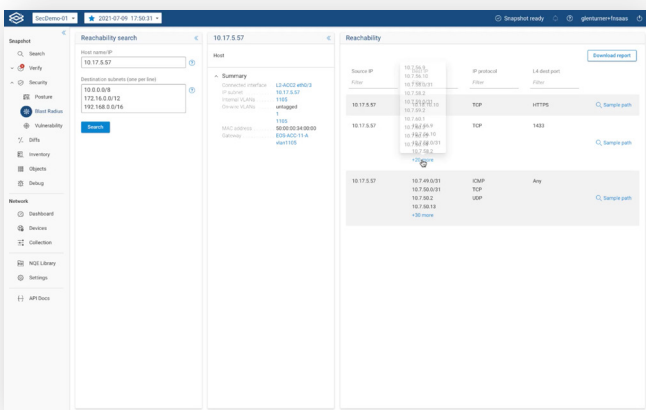 SecDemo-01
2021-07-09 17:50:31
Snapshot ready
glenturner+fnsaas
Snapshot
Search
Verify
Security
Posture
Blast Radius
Vulnerability
Diffs
Inventory
Objects
Debug
Network
Dashboard
Devices
Collection
NQE Library
Settings
API Docs
Reachability search
Host name/IP
10.17.5.57
Destination subnets (one per line)
10.0.0.0/8
172.16.0.0/12
192.168.0.0/16
Search
10.17.5.57
Host
Summary
Connected interface L2-ACC2 eth0/3
IP subnet 10.17.5.57
Internet VLANs 1105
Device VLANs untagged
1
1105
MAC address 50:00:00:34:00:03
Gateway EOS-ACC-11-A
vlan1105
Reachability
Download report
Source IP
IP protocol
L4 dest port
Filter
Filter
Filter
10.17.5.57 TCP HTTPS Sample path
10.17.5.57 TCP 1433 Sample path
10.7.58.2
+20 more
10.17.5.57 10.7.49.0/31 ICMP Any Sample path
10.7.50.0/31 TCP
10.7.50.2 UDP
10.7.50.13
+30 more